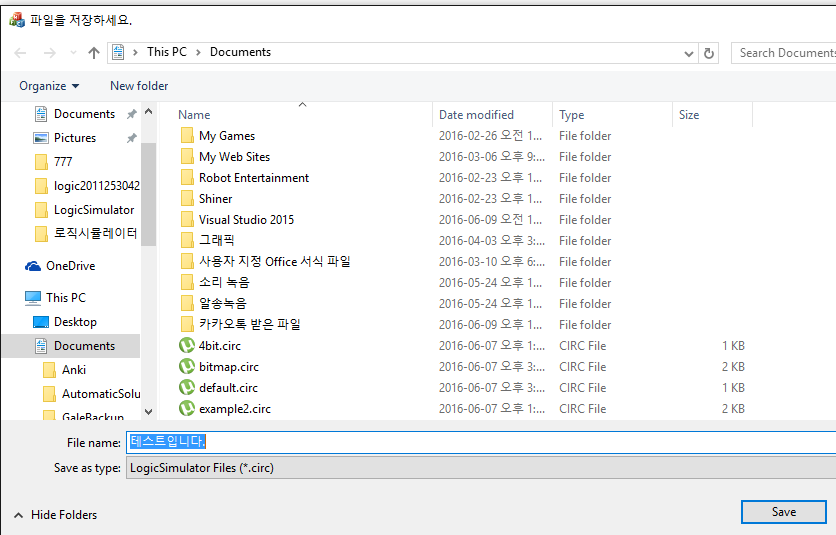 파일을 저장하세요.
This PC > Documents
Search Documents
Organize
New folder
Name Date modified Type Size
Documents
Pictures
777
logic2011253042
LogicSimulator
로직시뮬레이터
OneDrive
This PC
Desktop
Documents
Anki
AutomaticSolu
GaleBackup
My Games 2016-02-26 오전 1... File folder
My Web Sites 2016-03-06 오후 9:... File folder
Robot Entertainment 2016-02-23 오후 1... File folder
Shiner 2016-02-23 오후 1... File folder
Visual Studio 2015 2016-06-09 오전 1... File folder
그래픽 2016-04-03 오후 3:... File folder
사용자 지정 Office 서식 파일 2016-03-10 오후 6:... File folder
소리 녹음 2016-05-24 오후 1... File folder
알송녹음 2016-05-24 오후 1... File folder
카카오톡 받은 파일 2016-06-09 오후 1... File folder
4bit.circ 2016-06-07 오후 1:... CIRC File 1 KB
bitmap.circ 2016-06-07 오후 3:... CIRC File 2 KB
default.circ 2016-06-07 오후 3:... CIRC File 1 KB
example2.circ 2016-06-07 오후 1:... CIRC File 2 KB
File name: 테스트입니다.
Save as type: LogicSimulator Files (*.circ)
Hide Folders
Save